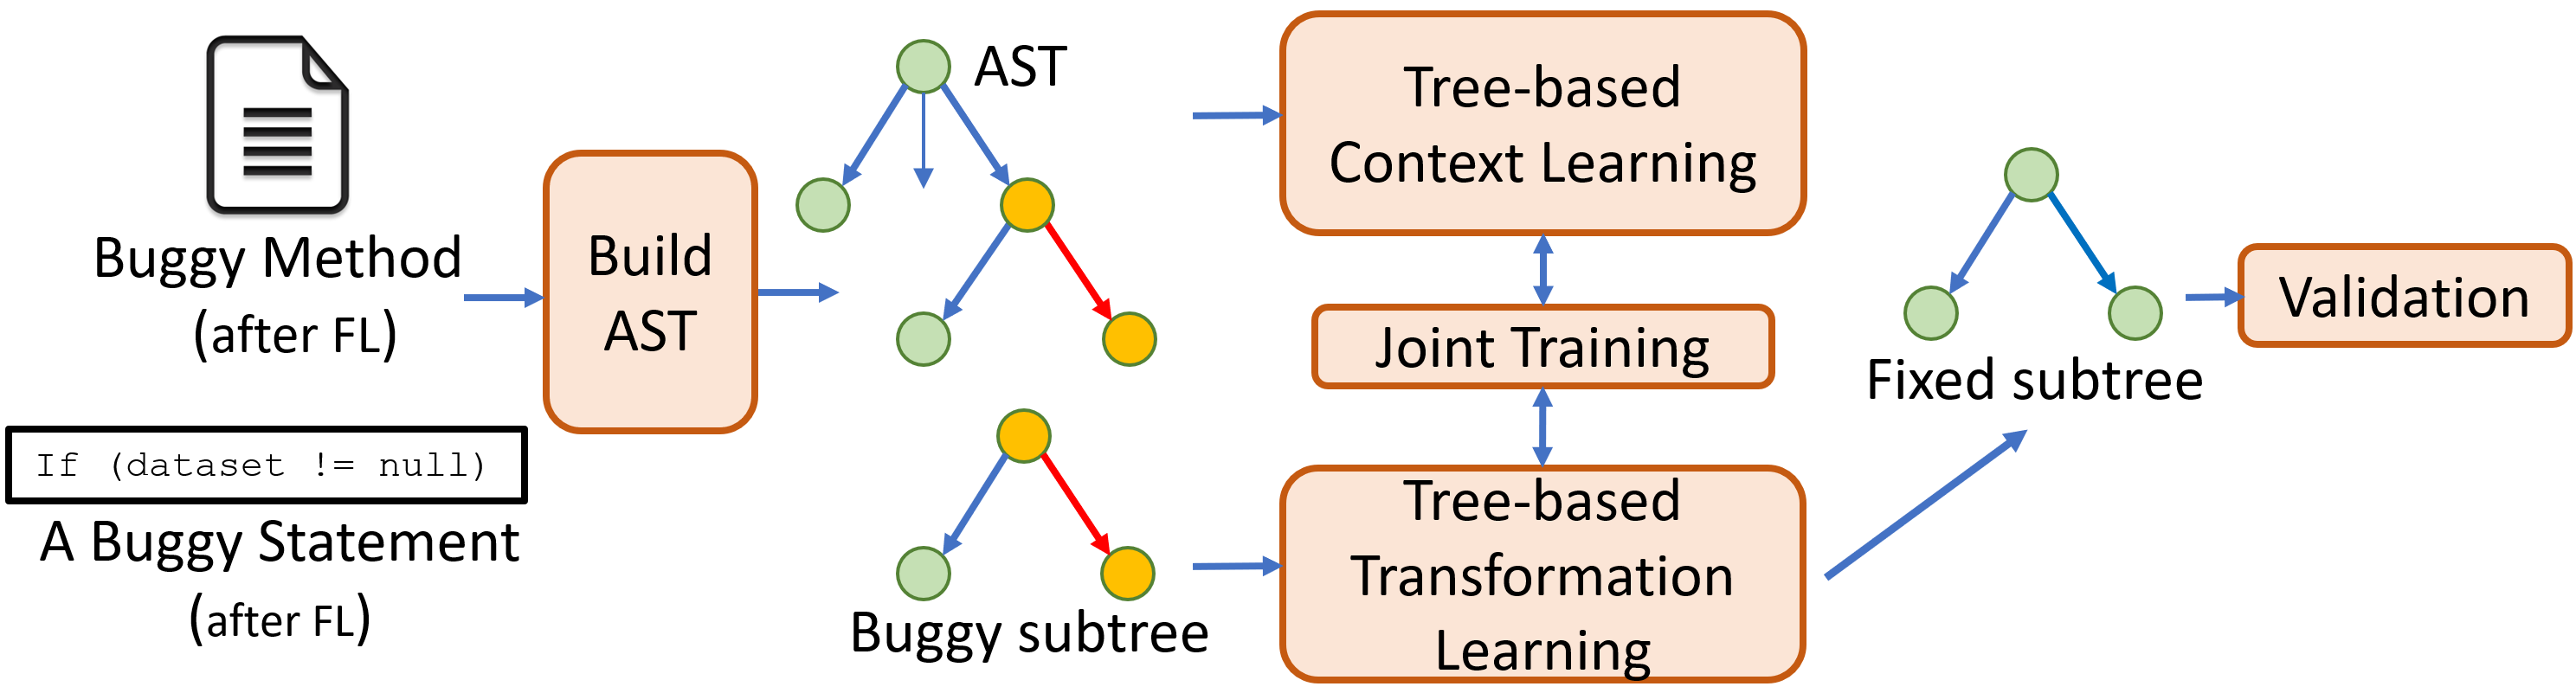 Buggy Method
(after FL)
If (dataset != null)
A Buggy Statement
(after FL)
Build
AST
AST
Buggy subtree
Tree-based
Context Learning
Joint Training
Tree-based
Transformation
Learning
Fixed subtree
Validation